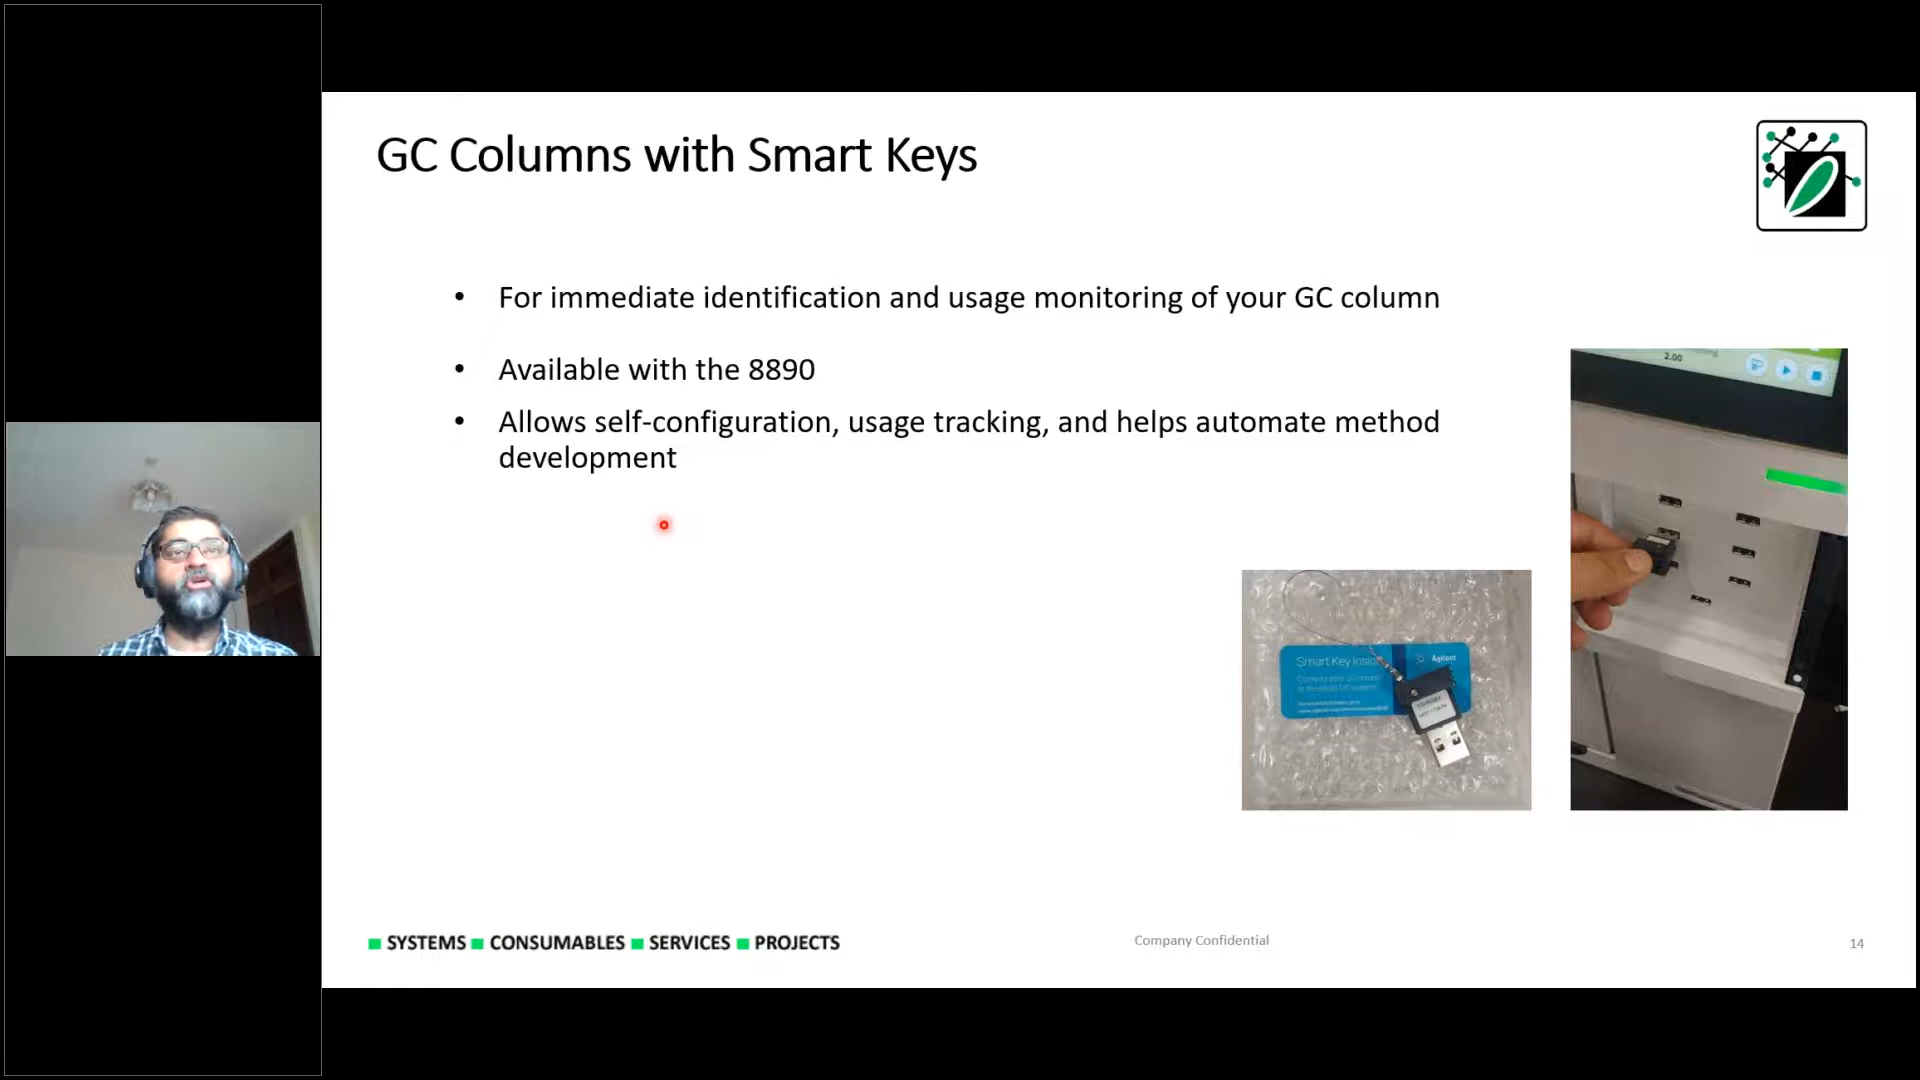 GC Columns with Smart Keys
• For immediate identification and usage monitoring of your GC column
• Available with the 8890
• Allows self-configuration, usage tracking, and helps automate method
development
2.00
Smart Key Insi
Agilent
SYSTEMS CONSUMABLES SERVICES PROJECTS
Company Confidential
14